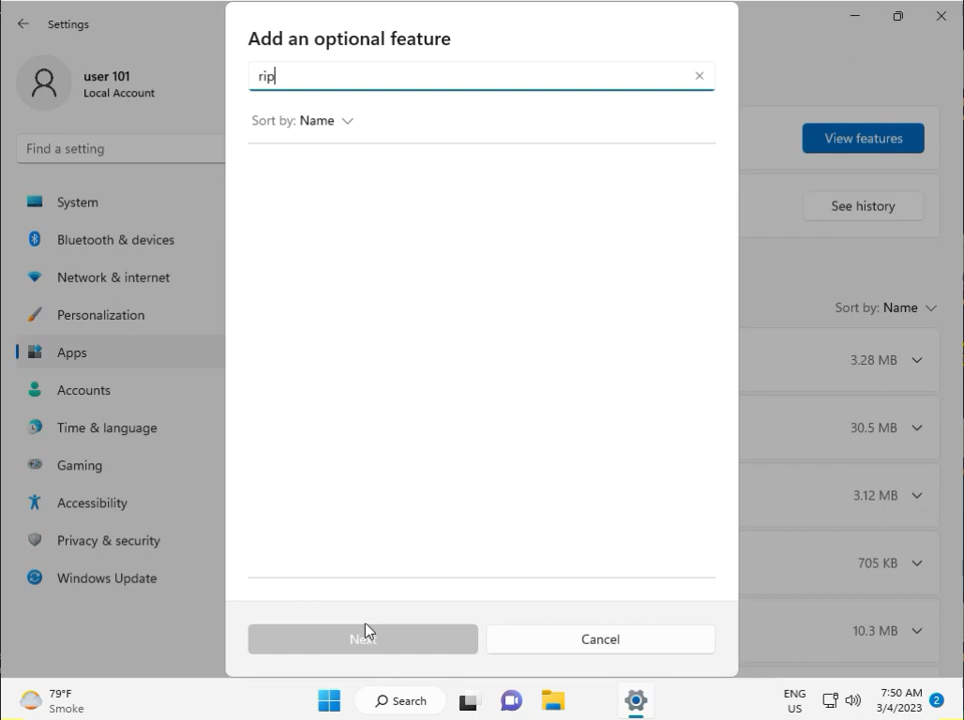 Settings
user 101
Local Account
Find a setting
System
Bluetooth & devices
Network & internet
Personalization
Apps
Accounts
Time & language
Gaming
Accessibility
Privacy & security
Windows Update
Add an optional feature
rip
Sort by: Name
Next
Cancel
View features
See history
Sort by: Name
3.28 MB
30.5 MB
3.12 MB
705 KB
10.3 MB
79°F
Smoke
Search
ENG
US
7:50 AM
3/4/2023
2